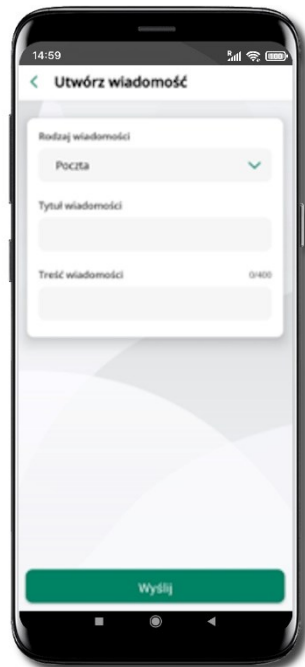 14:59
Utwórz wiadomość
Rodzaj wiadomości
Poczta
Tytuł wiadomości
Treść wiadomości 0/400
Wyślij